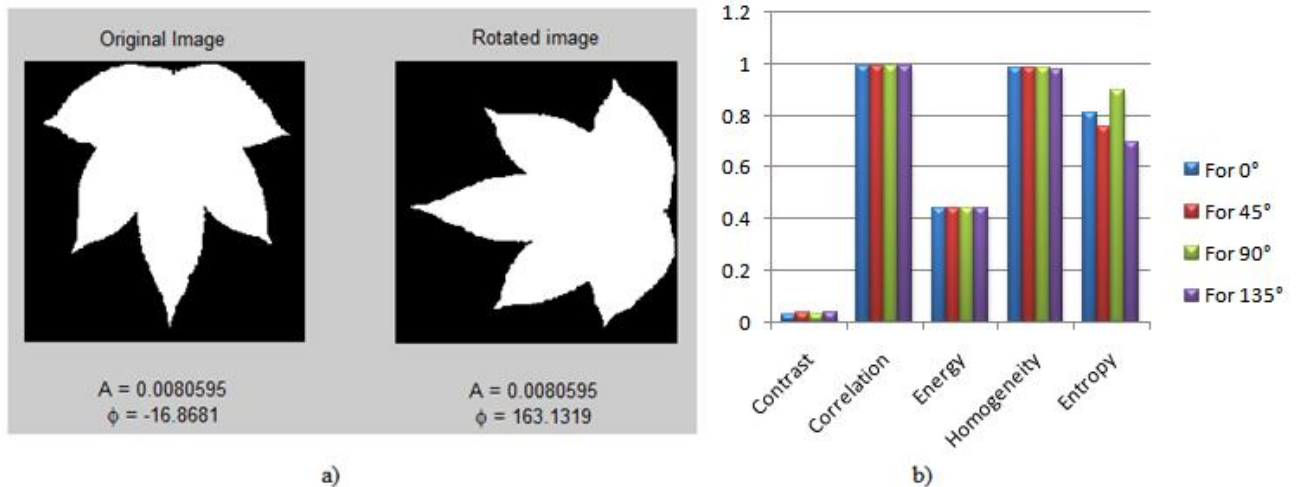 Original Image
Rotated image
A = 0.0080595
ϕ = -16.8681
A = 0.0080595
ϕ = 163.1319
a)
1.2
1
0.8
0.6
0.4
0.2
0
Contrast
Correlation
Energy
Homogeneity
Entropy
For 0°
For 45°
For 90°
For 135°
b)